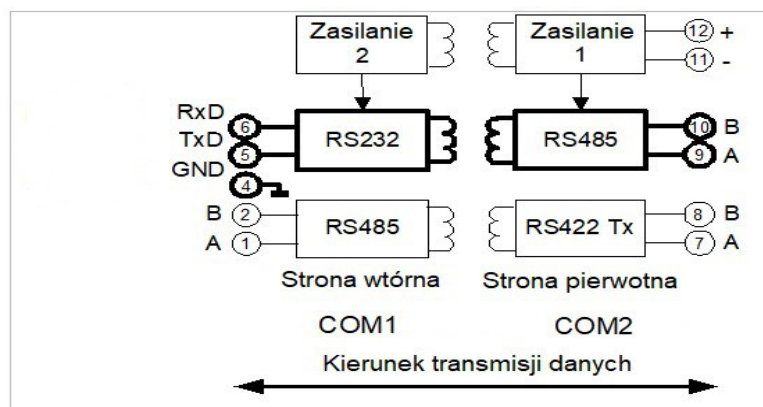 Zasilanie 2
Zasilanie 1
12 +
11 -
RxD
6
TxD
5
GND
4
RS232
RS485
10 B
9 A
B 2
A 1
RS485
RS422 Tx
8 B
7 A
Strona wtórna
Strona pierwotna
COM1
COM2
Kierunek transmisji danych